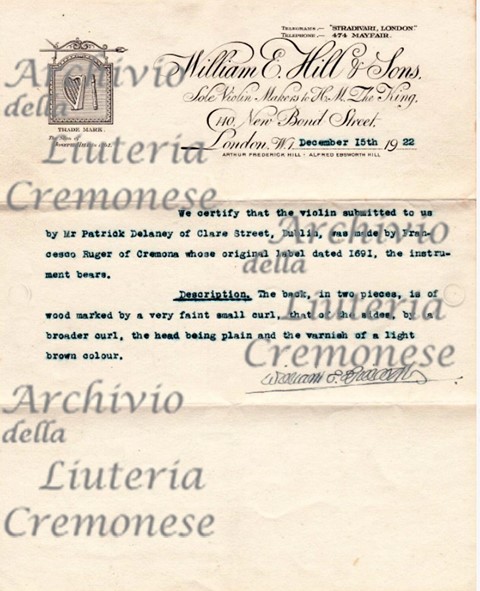 TELEGRAMS.— "STRADIVARI, LONDON"
TELEPHONE.— 474 MAYFAIR.
William E. Hill & Sons,
Sole Violin Makers to H.M. The King,
140, New Bond Street,
London, W.1 December 15th 1922
ARTHUR FREDERICK HILL · ALFRED EBSWORTH HILL
TRADE MARK.
We certify that the violin submitted to us
by Mr Patrick Delaney of Clare Street, Dublin, was made by Fran-
cesco Ruger of Cremona whose original label dated 1691, the instru-
ment bears.
Description. The back, in two pieces, is of
wood marked by a very faint small curl, that of the sides, by a
broader curl, the head being plain and the varnish of a light
brown colour.
Archivio
della
Liuteria
Cremonese
Archivio
della
Liuteria
Cremonese
Archivio
della
Liuteria
Cremonese